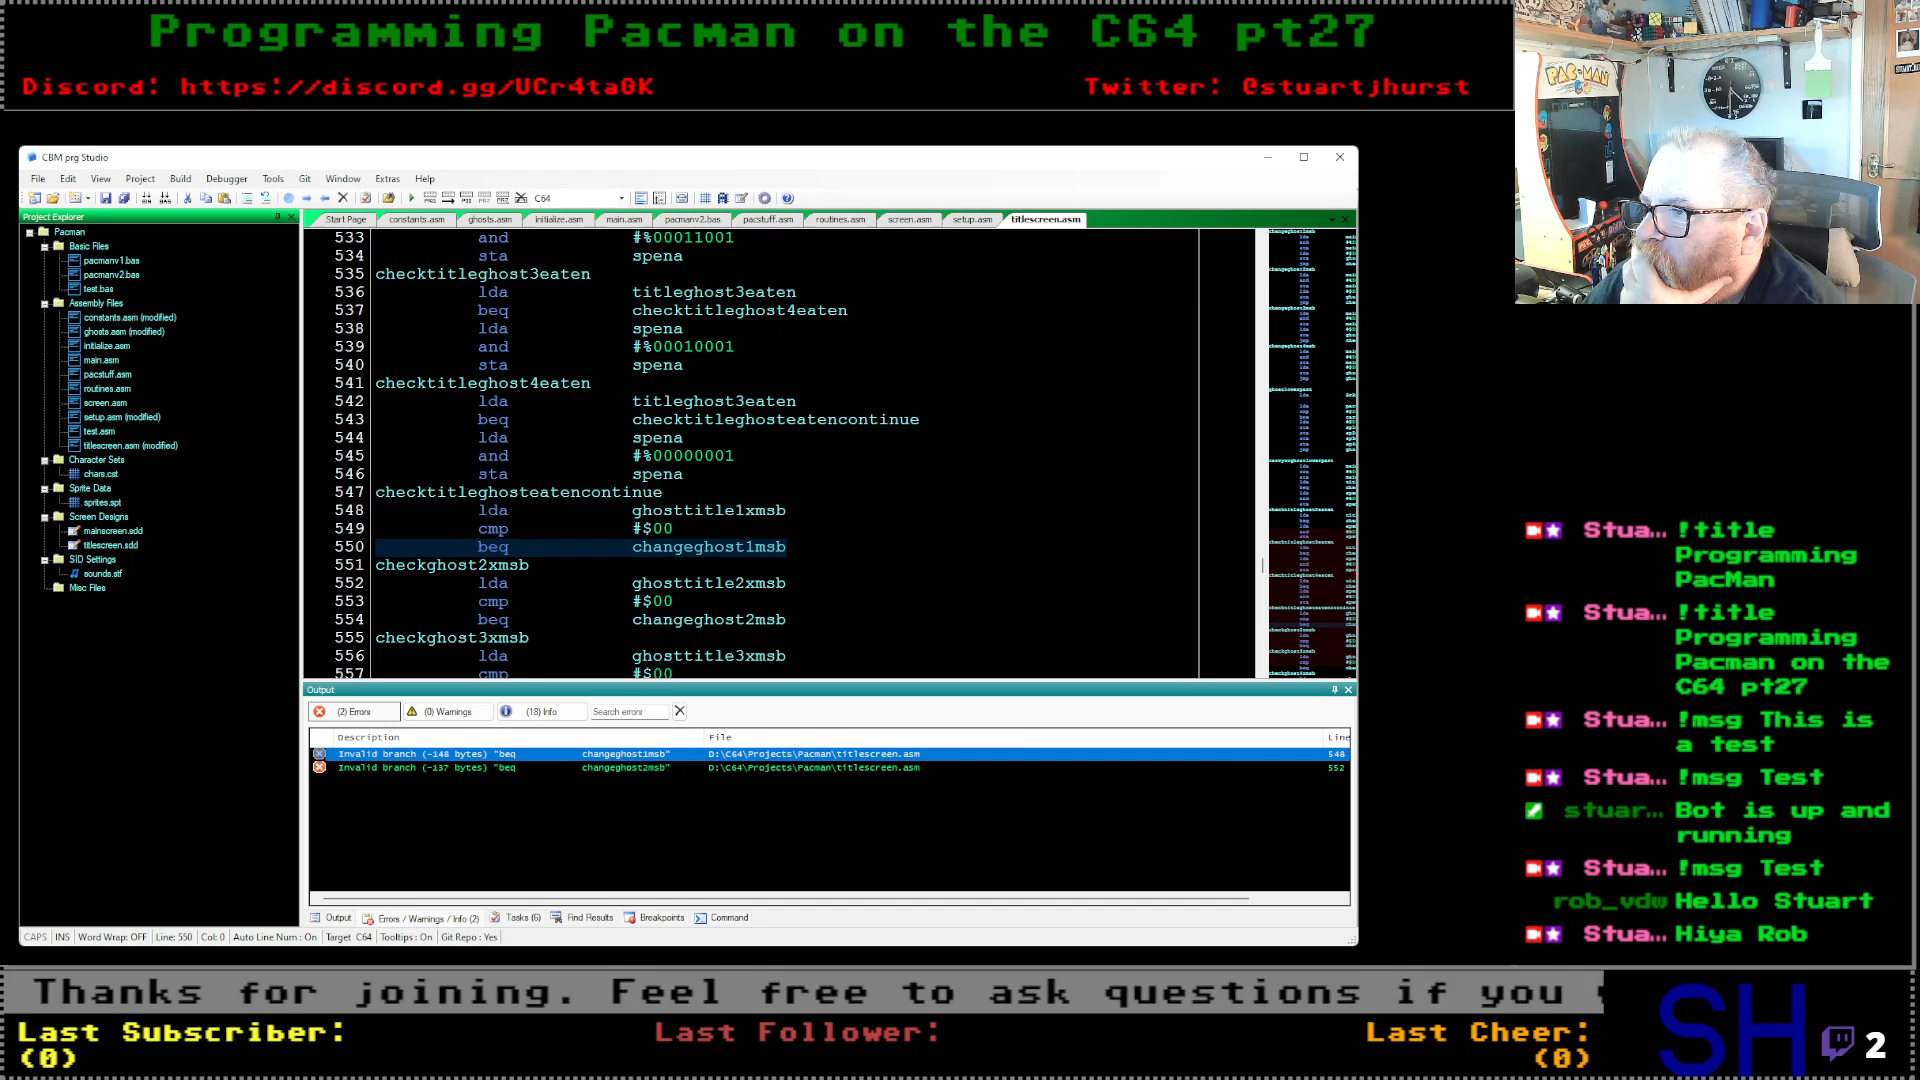 Programming Pacman on the C64 pt27
Discord: https://discord.gg/UCr4taGK
Twitter: @stuartjhurst
PAC-MAN
CBM prg Studio
File Edit View Project Build Debugger Tools Git Window Extras Help
C64
Project Explorer
Start Page constants.asm ghosts.asm initialize.asm main.asm pacmanv2.bas pacstuff.asm routines.asm screen.asm setup.asm titlescreen.asm
Pacman
Basic Files
pacmanv1.bas
pacmanv2.bas
test.bas
Assembly Files
constants.asm (modified)
ghosts.asm (modified)
initialize.asm
main.asm
pacstuff.asm
routines.asm
screen.asm
setup.asm (modified)
test.asm
titlescreen.asm (modified)
Character Sets
chars.cst
Sprite Data
sprites.spt
Screen Designs
mainscreen.sdd
titlescreen.sdd
SID Settings
sounds.stf
Misc Files
533 and #%00011001
534 sta spena
535 checktitleghost3eaten
536 lda titleghost3eaten
537 beq checktitleghost4eaten
538 lda spena
539 and #%00010001
540 sta spena
541 checktitleghost4eaten
542 lda titleghost3eaten
543 beq checktitleghosteatencontinue
544 lda spena
545 and #%00000001
546 sta spena
547 checktitleghosteatencontinue
548 lda ghosttitle1xmsb
549 cmp #$00
550 beq changeghost1msb
551 checkghost2xmsb
552 lda ghosttitle2xmsb
553 cmp #$00
554 beq changeghost2msb
555 checkghost3xmsb
556 lda ghosttitle3xmsb
557 cmp #$00
Output
(2) Errors (0) Warnings (18) Info Search errors
Description File Line
Invalid branch (-148 bytes) "beq changeghost1msb" D:\C64\Projects\Pacman\titlescreen.asm 548
Invalid branch (-137 bytes) "beq changeghost2msb" D:\C64\Projects\Pacman\titlescreen.asm 552
Output Errors / Warnings / Info (2) Tasks (6) Find Results Breakpoints Command
CAPS INS Word Wrap: OFF Line: 550 Col: 0 Auto Line Num : On Target C64 Tooltips : On Git Repo : Yes
Stua… !title
Programming
PacMan
Stua… !title
Programming
Pacman on the
C64 pt27
Stua… !msg This is
a test
Stua… !msg Test
stuar… Bot is up and
running
Stua… !msg Test
rob_vdw Hello Stuart
Stua… Hiya Rob
Thanks for joining. Feel free to ask questions if you
Last Subscriber:
(0)
Last Follower:
Last Cheer:
(0)
SH
2